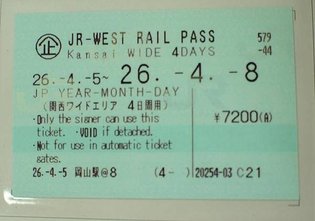 企 JR-WEST RAIL PASS 579
Kansai WIDE 4DAYS -44
26.-4.-5~ 26. -4. -8
JP YEAR-MONTH-DAY
(関西ワイドエリア 4日間用)
・Only the signer can use this
ticket. ・VOID if detached.
・Not for use in automatic ticket
gates.
¥7200(A)
26.-4.-5 岡山駅@8 (4- ) 20254-03 C21